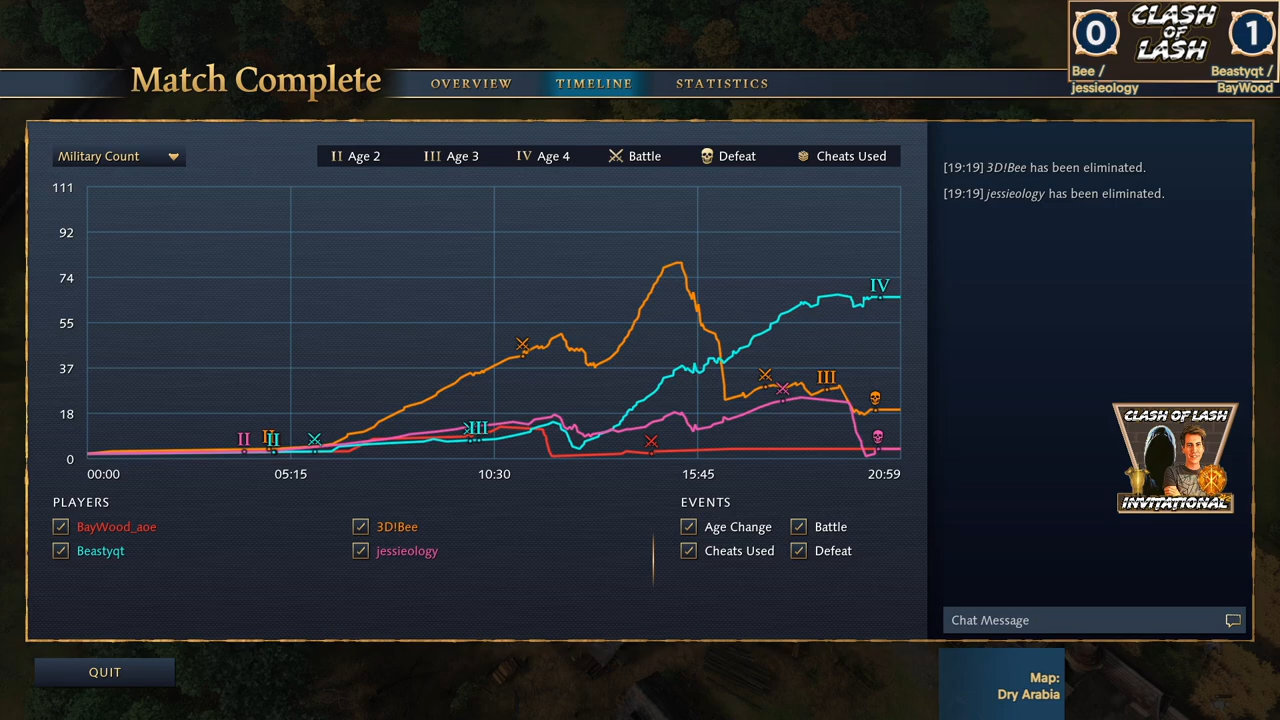 0 CLASH OF LASH 1
Bee / jessieology
Beastyqt / BayWood
Match Complete
OVERVIEW TIMELINE STATISTICS
Military Count
II Age 2 III Age 3 IV Age 4 Battle Defeat Cheats Used
[19:19] 3D!Bee has been eliminated.
[19:19] jessieology has been eliminated.
111
92
74
55
37
18
0
IV
III
II II II III
00:00 05:15 10:30 15:45 20:59
CLASH OF LASH
INVITATIONAL
PLAYERS
BayWood_aoe 3D!Bee
Beastyqt jessieology
EVENTS
Age Change Battle
Cheats Used Defeat
Chat Message
QUIT
Map:
Dry Arabia